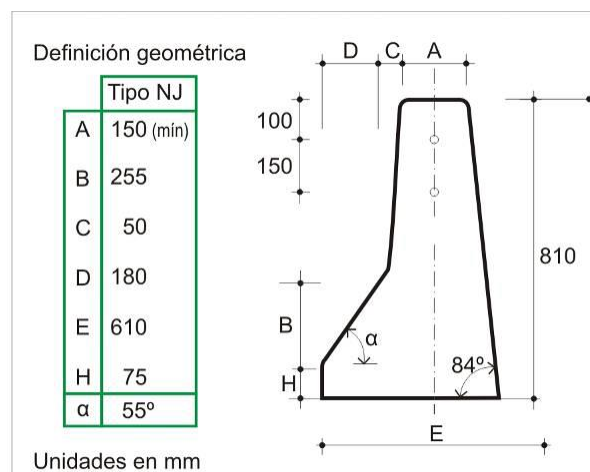 Definición geométrica
Tipo NJ
A 150 (mín)
B 255
C 50
D 180
E 610
H 75
α 55º
Unidades en mm
D C A
100
150
810
B
α
H
84º
E